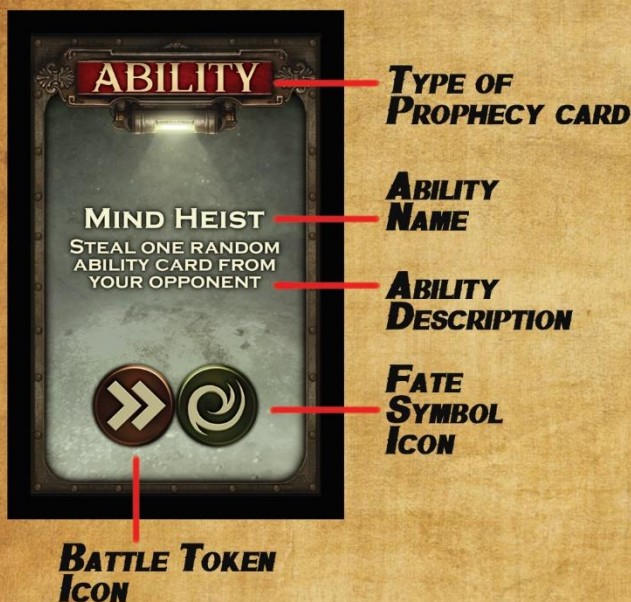 ABILITY
MIND HEIST
STEAL ONE RANDOM
ABILITY CARD FROM
YOUR OPPONENT
TYPE OF
PROPHECY CARD
ABILITY
NAME
ABILITY
DESCRIPTION
FATE
SYMBOL
ICON
BATTLE TOKEN
ICON